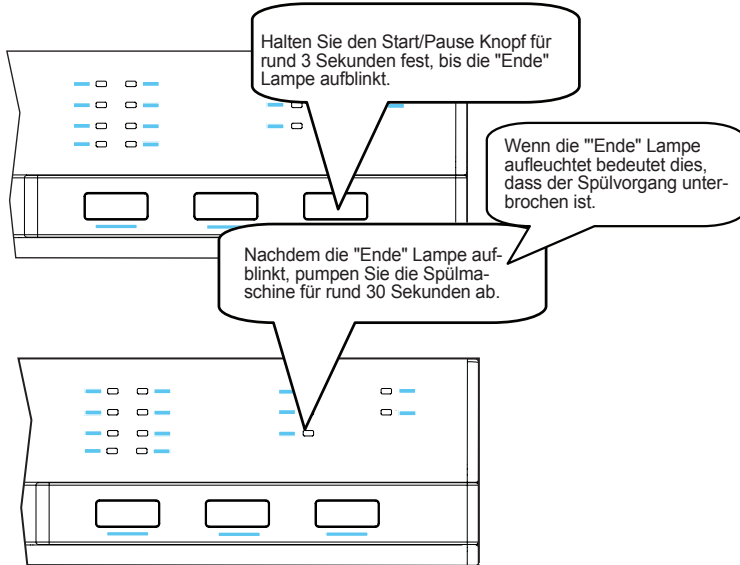 Halten Sie den Start/Pause Knopf für
rund 3 Sekunden fest, bis die "Ende"
Lampe aufblinkt.
Wenn die "'Ende" Lampe
aufleuchtet bedeutet dies,
dass der Spülvorgang unter-
brochen ist.
Nachdem die "Ende" Lampe auf-
blinkt, pumpen Sie die Spülma-
schine für rund 30 Sekunden ab.